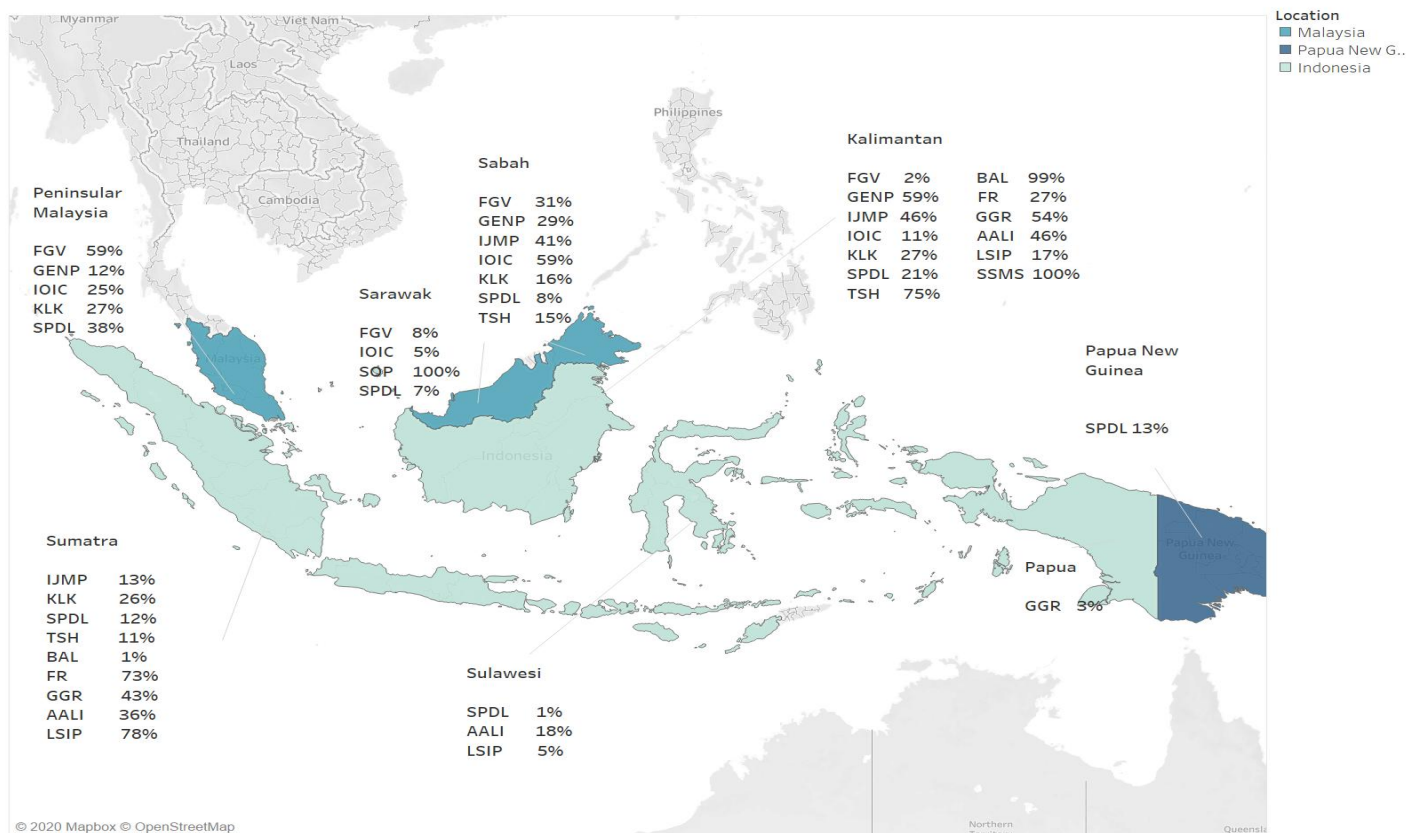 Location
Malaysia
Papua New G..
Indonesia
Myanmar
Viet Nam
Laos
Thailand
Cambodia
Philippines
Peninsular
Malaysia
FGV 59%
GENP 12%
IOIC 25%
KLK 27%
SPDL 38%
Malaysia
Sarawak
FGV 8%
IOIC 5%
SOP 100%
SPDL 7%
Sabah
FGV 31%
GENP 29%
IJMP 41%
IOIC 59%
KLK 16%
SPDL 8%
TSH 15%
Kalimantan
FGV 2% BAL 99%
GENP 59% FR 27%
IJMP 46% GGR 54%
IOIC 11% AALI 46%
KLK 27% LSIP 17%
SPDL 21% SSMS 100%
TSH 75%
Indonesia
Papua New
Guinea
SPDL 13%
Papua New..
Guinea
Papua
GGR 3%
Sumatra
IJMP 13%
KLK 26%
SPDL 12%
TSH 11%
BAL 1%
FR 73%
GGR 43%
AALI 36%
LSIP 78%
Sulawesi
SPDL 1%
AALI 18%
LSIP 5%
© 2020 Mapbox © OpenStreetMap
Northern
Queensla